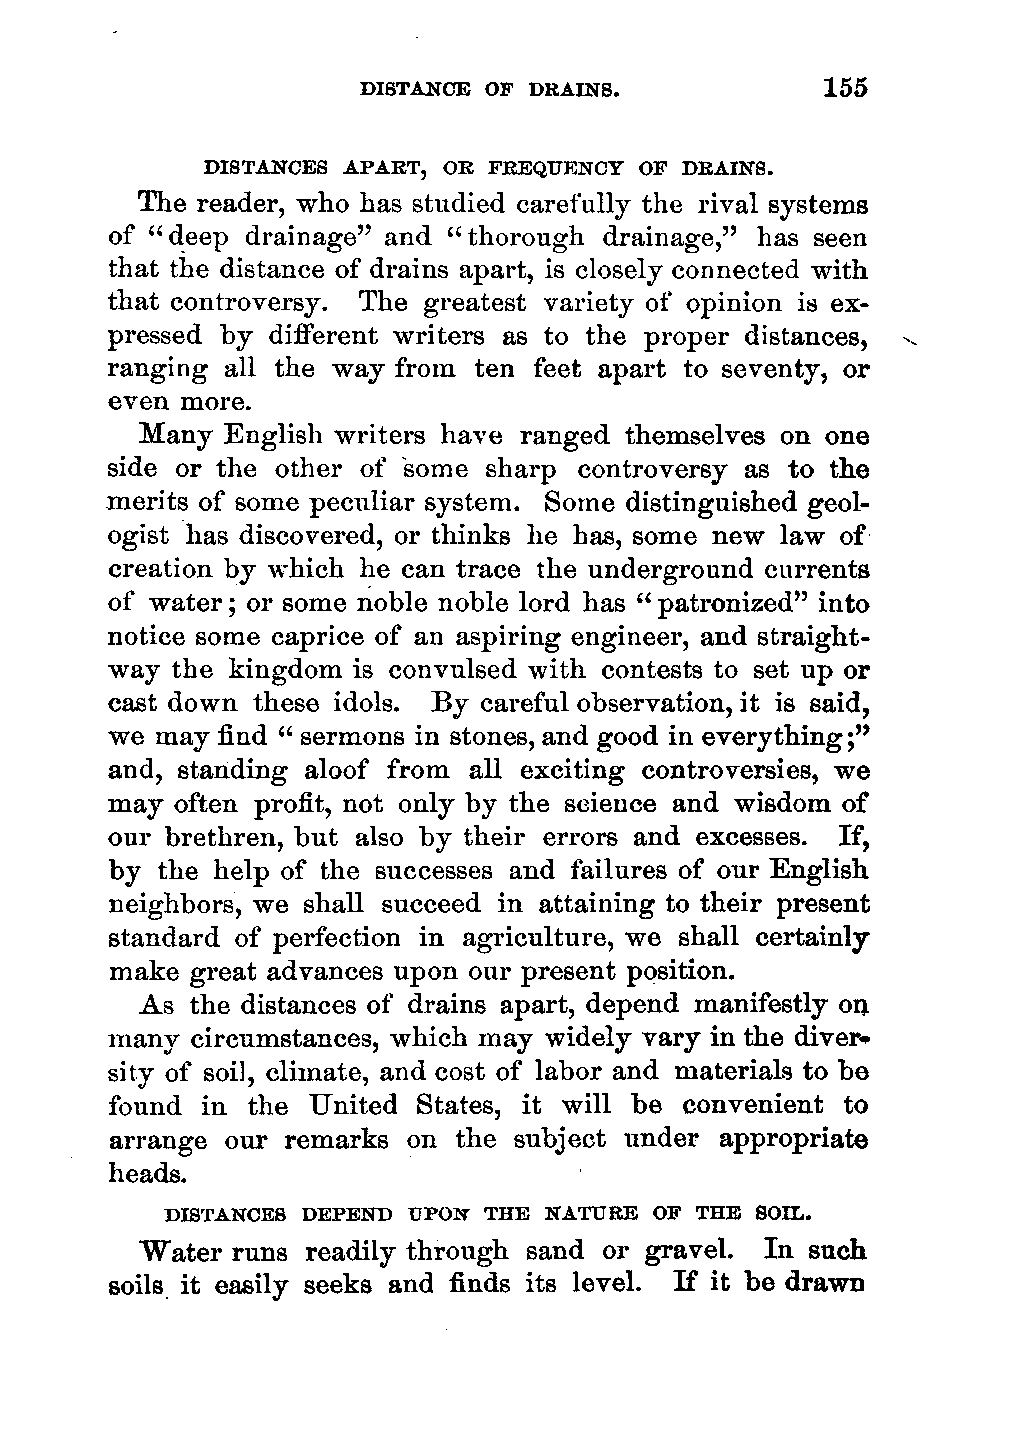 DISTANCE OF DRAINS. 155
DISTANCES APART, OR FREQUENCY OF DRAINS.
The reader, who has studied carefully the rival systems
of “deep drainage” and “thorough drainage,” has seen
that the distance of drains apart, is closely connected with
that controversy. The greatest variety of opinion is ex-
pressed by different writers as to the proper distances,
ranging all the way from ten feet apart to seventy, or
even more.
Many English writers have ranged themselves on one
side or the other of some sharp controversy as to the
merits of some peculiar system. Some distinguished geol-
ogist has discovered, or thinks he has, some new law of
creation by which he can trace the underground currents
of water; or some noble noble lord has “patronized” into
notice some caprice of an aspiring engineer, and straight-
way the kingdom is convulsed with contests to set up or
cast down these idols. By careful observation, it is said,
we may find “sermons in stones, and good in everything;”
and, standing aloof from all exciting controversies, we
may often profit, not only by the science and wisdom of
our brethren, but also by their errors and excesses. If,
by the help of the successes and failures of our English
neighbors, we shall succeed in attaining to their present
standard of perfection in agriculture, we shall certainly
make great advances upon our present position.
As the distances of drains apart, depend manifestly on
many circumstances, which may widely vary in the diver-
sity of soil, climate, and cost of labor and materials to be
found in the United States, it will be convenient to
arrange our remarks on the subject under appropriate
heads.
DISTANCES DEPEND UPON THE NATURE OF THE SOIL.
Water runs readily through sand or gravel. In such
soils it easily seeks and finds its level. If it be drawn